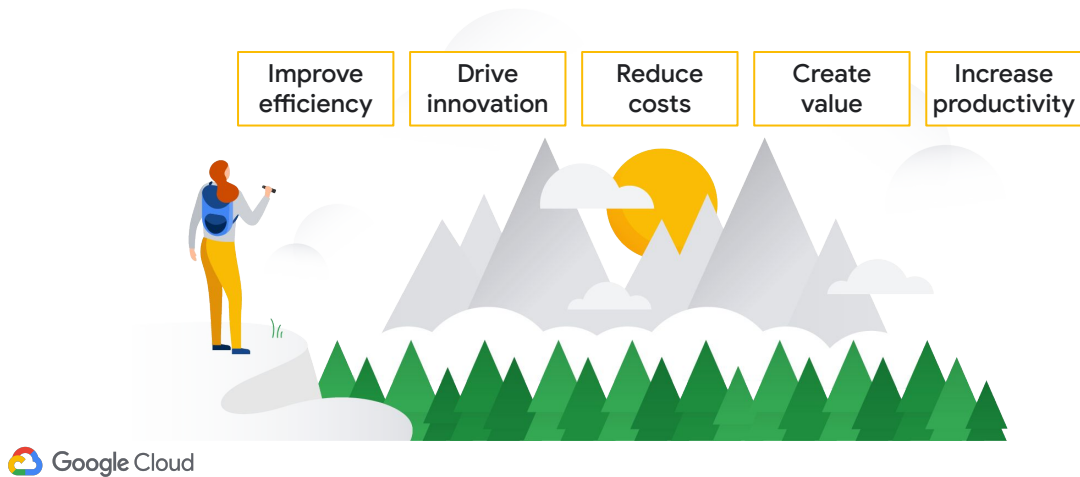 Improve
efficiency
Drive
innovation
Reduce
costs
Create
value
Increase
productivity
Google Cloud